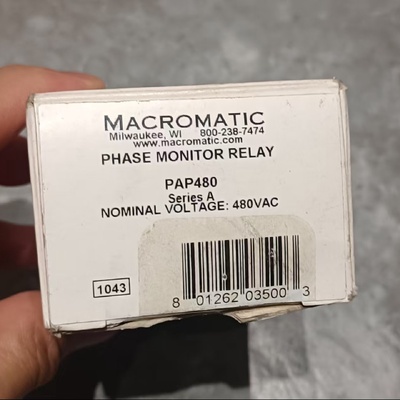 MACROMATIC
Milwaukee, WI 800-238-7474
www.macromatic.com
PHASE MONITOR RELAY
PAP480
Series A
NOMINAL VOLTAGE: 480VAC
1043
8 01262 03500 3